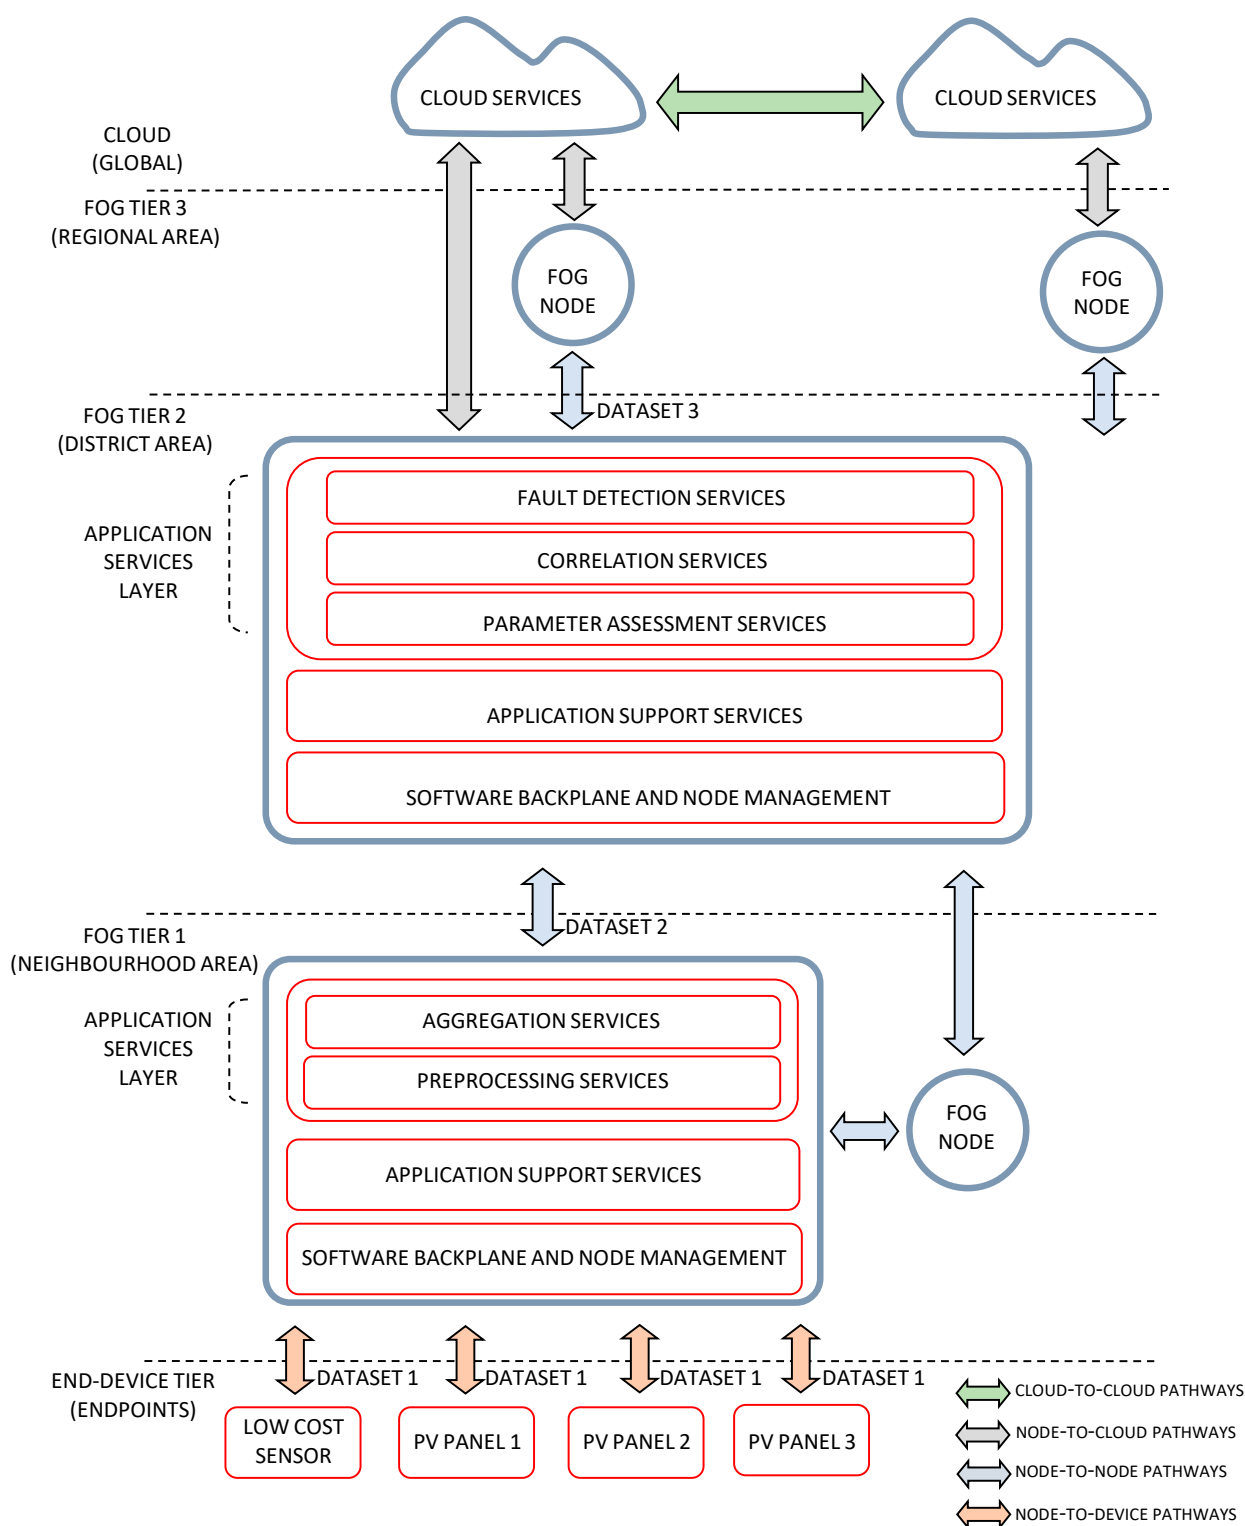 CLOUD SERVICES
CLOUD SERVICES
CLOUD
(GLOBAL)
FOG TIER 3
(REGIONAL AREA)
FOG
NODE
FOG
NODE
FOG TIER 2
(DISTRICT AREA)
DATASET 3
APPLICATION
SERVICES
LAYER
FAULT DETECTION SERVICES
CORRELATION SERVICES
PARAMETER ASSESSMENT SERVICES
APPLICATION SUPPORT SERVICES
SOFTWARE BACKPLANE AND NODE MANAGEMENT
DATASET 2
FOG TIER 1
(NEIGHBOURHOOD AREA)
APPLICATION
SERVICES
LAYER
AGGREGATION SERVICES
PREPROCESSING SERVICES
APPLICATION SUPPORT SERVICES
SOFTWARE BACKPLANE AND NODE MANAGEMENT
FOG
NODE
END-DEVICE TIER
(ENDPOINTS)
DATASET 1
DATASET 1
DATASET 1
DATASET 1
LOW COST
SENSOR
PV PANEL 1
PV PANEL 2
PV PANEL 3
CLOUD-TO-CLOUD PATHWAYS
NODE-TO-CLOUD PATHWAYS
NODE-TO-NODE PATHWAYS
NODE-TO-DEVICE PATHWAYS